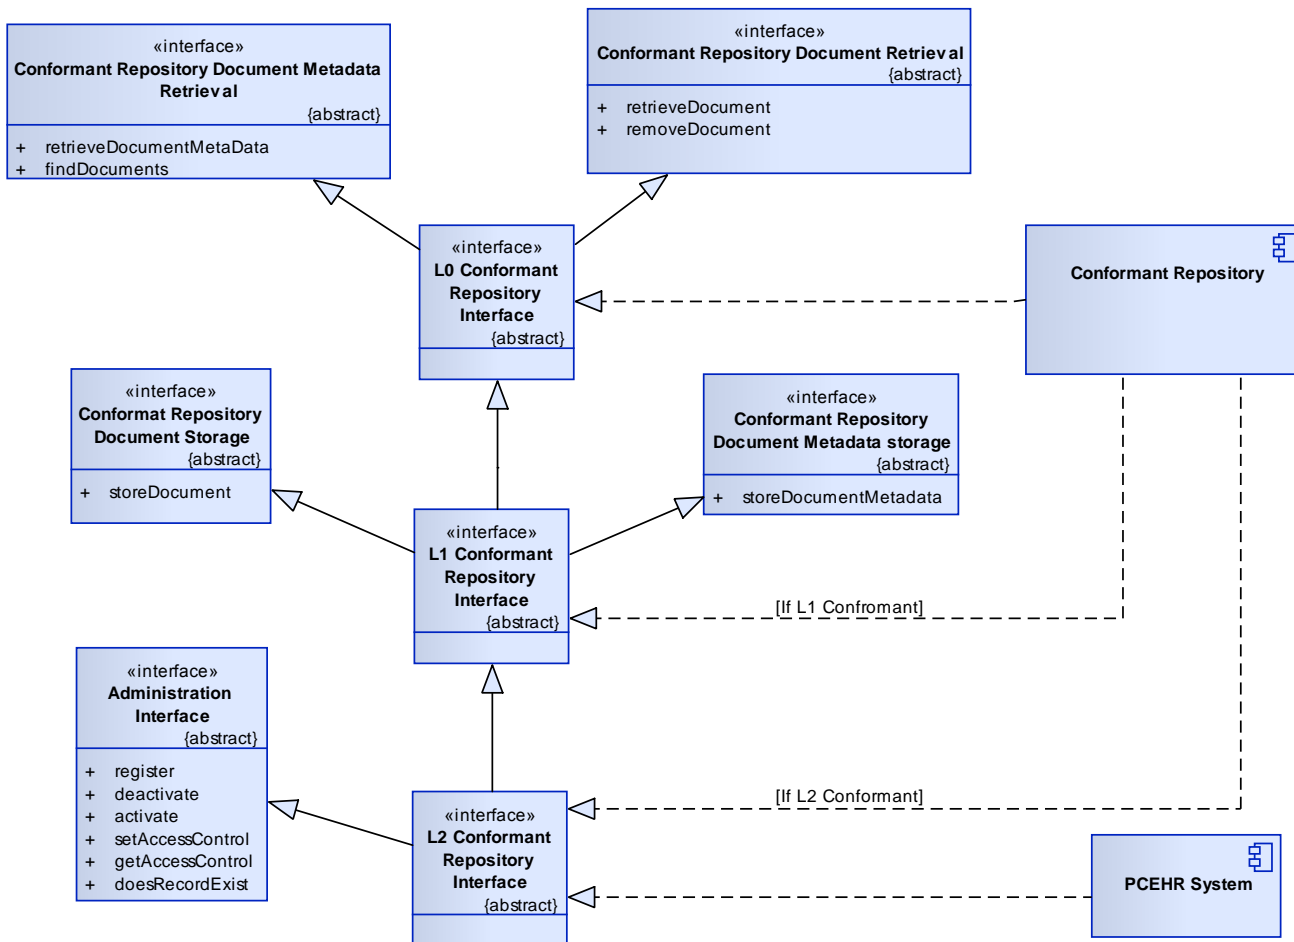 «interface»
Conformant Repository Document Metadata
Retrieval
{abstract}
+ retrieveDocumentMetaData
+ findDocuments
«interface»
Conformant Repository Document Retrieval
{abstract}
+ retrieveDocument
+ removeDocument
«interface»
L0 Conformant
Repository
Interface
{abstract}
Conformant Repository
«interface»
Conformat Repository
Document Storage
{abstract}
+ storeDocument
«interface»
Conformant Repository
Document Metadata storage
{abstract}
+ storeDocumentMetadata
«interface»
L1 Conformant
Repository
Interface
{abstract}
[If L1 Confromant]
«interface»
Administration
Interface
{abstract}
+ register
+ deactivate
+ activate
+ setAccessControl
+ getAccessControl
+ doesRecordExist
«interface»
L2 Conformant
Repository
Interface
{abstract}
[If L2 Conformant]
PCEHR System